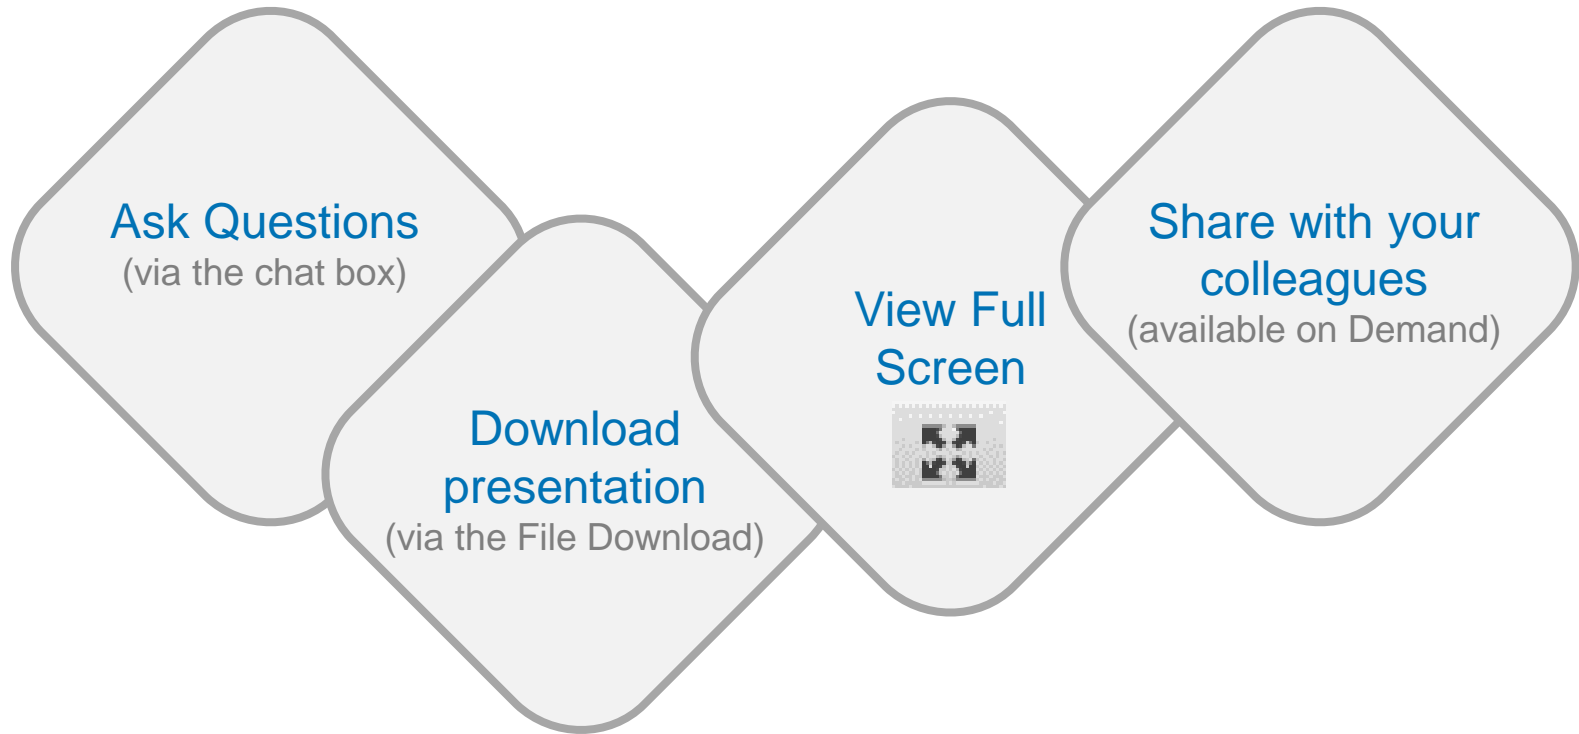 Ask Questions
(via the chat box)
Download
presentation
(via the File Download)
View Full
Screen
Share with your
colleagues
(available on Demand)